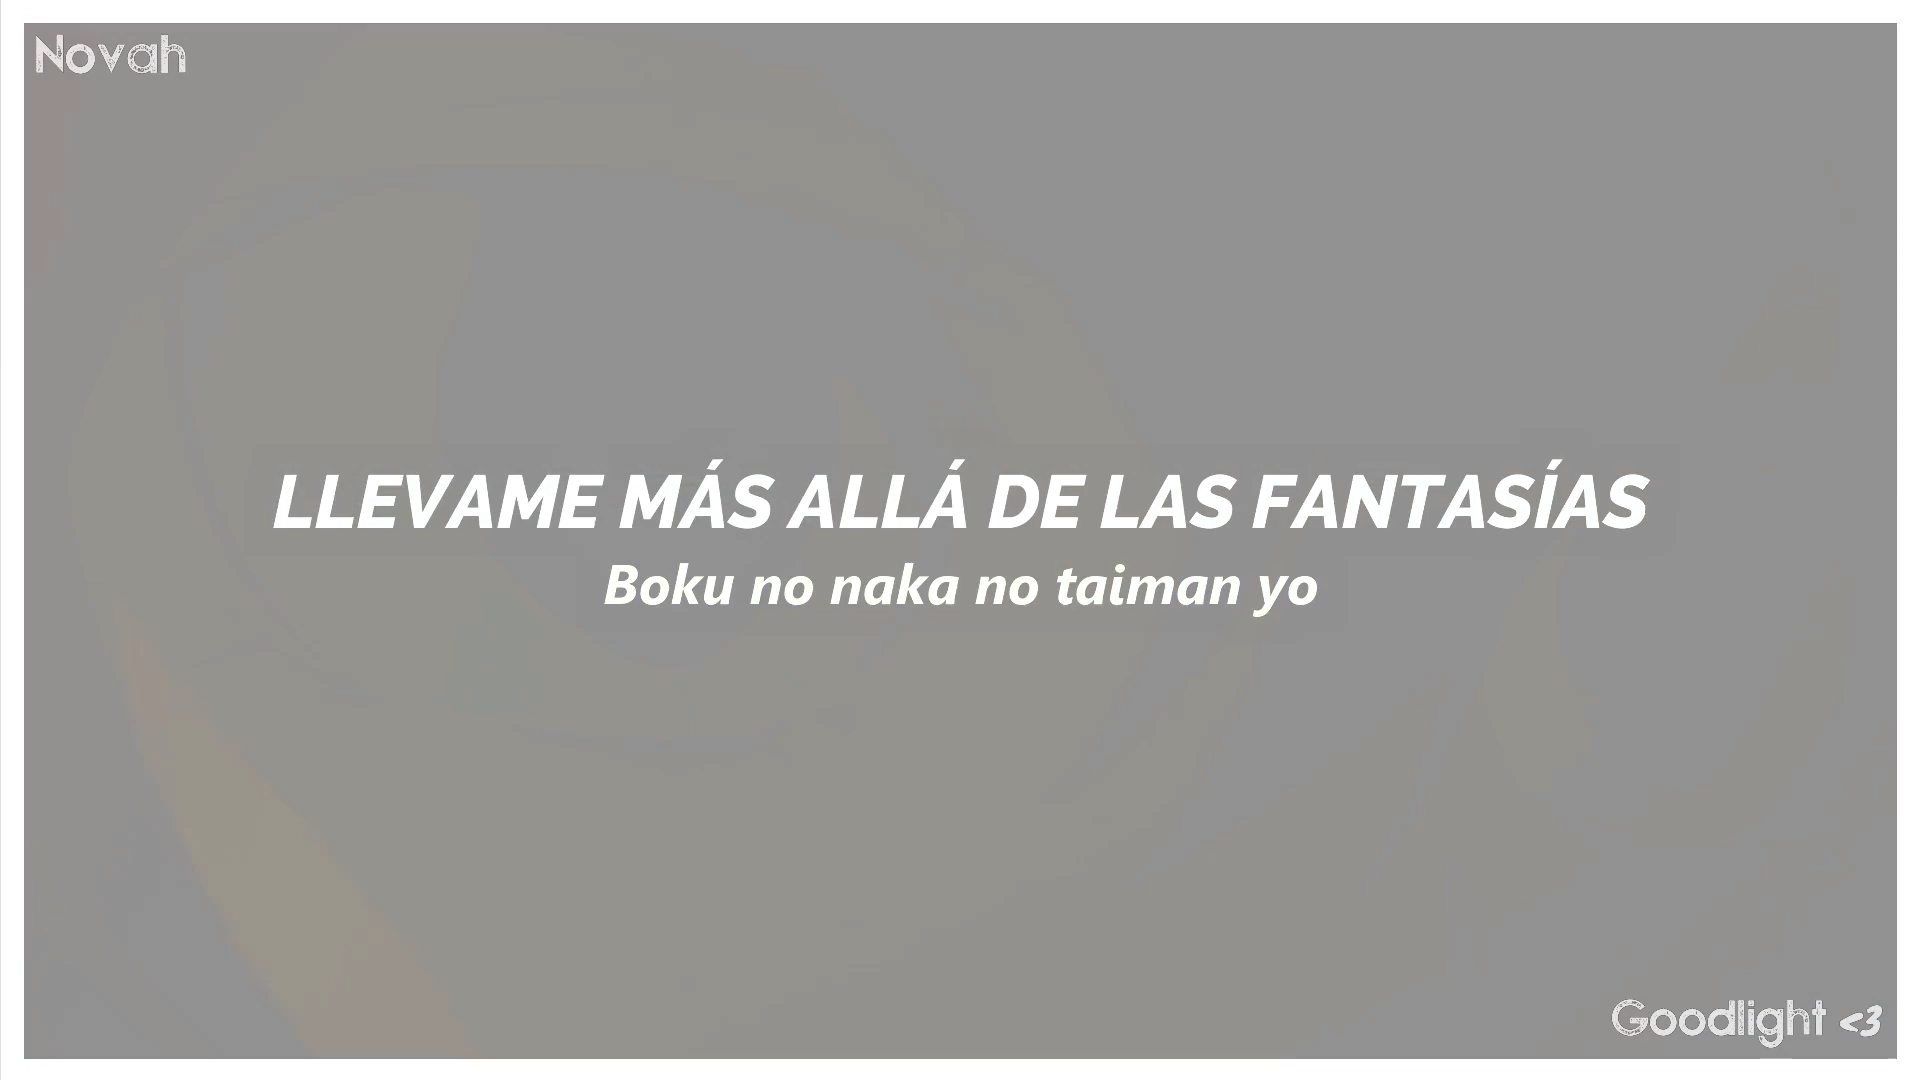 Novah
LLEVAME MÁS ALLÁ DE LAS FANTASÍAS
Boku no naka no taiman yo
Goodlight <3